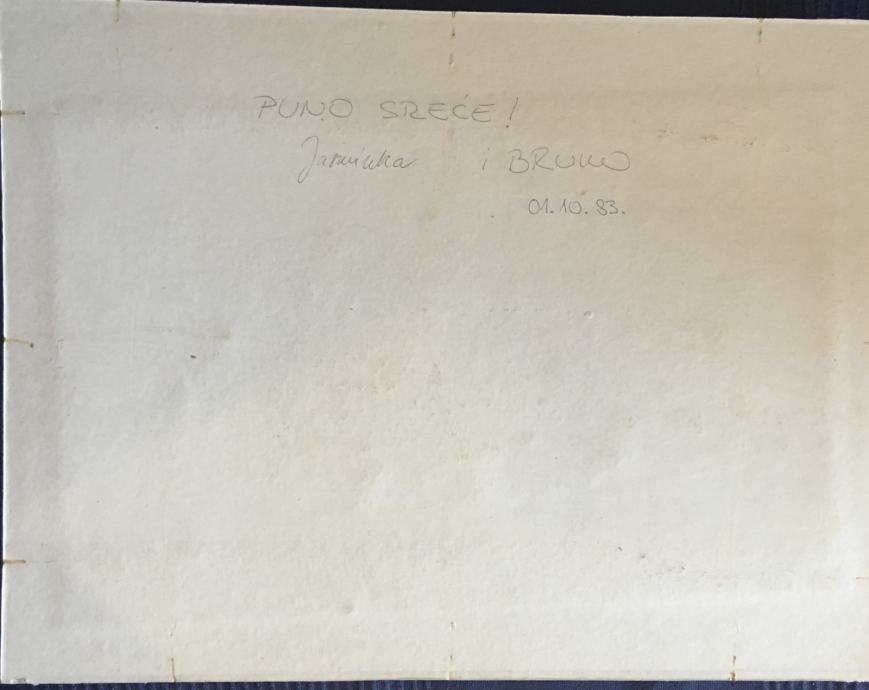 PUNO SREĆE!
Jasminka i BRUNO
01.10.83.